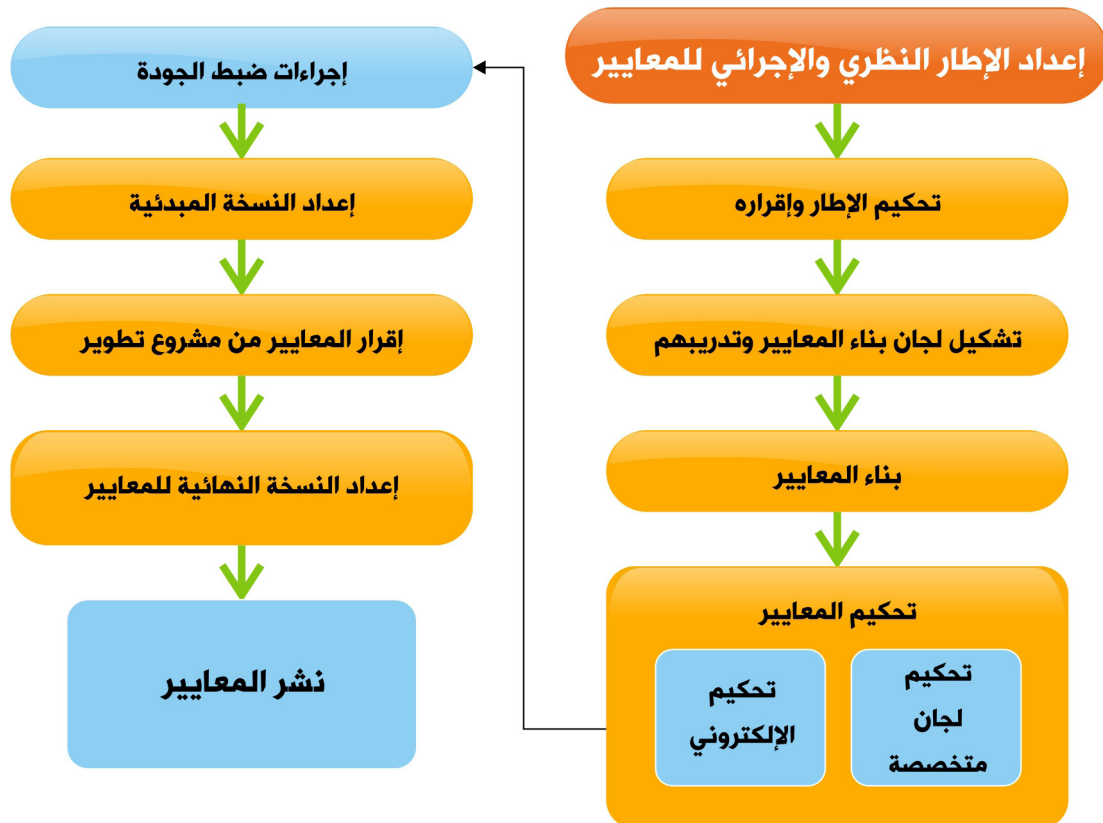 إعداد الإطار النظري والإجرائي للمعايير
تحكيم الإطار وإقراره
تشكيل لجان بناء المعايير وتدريبهم
بناء المعايير
تحكيم المعايير
تحكيم
لجان
متخصصة
تحكيم
الإلكتروني
إجراءات ضبط الجودة
إعداد النسخة المبدئية
إقرار المعايير من مشروع تطوير
إعداد النسخة النهائية للمعايير
نشر المعايير